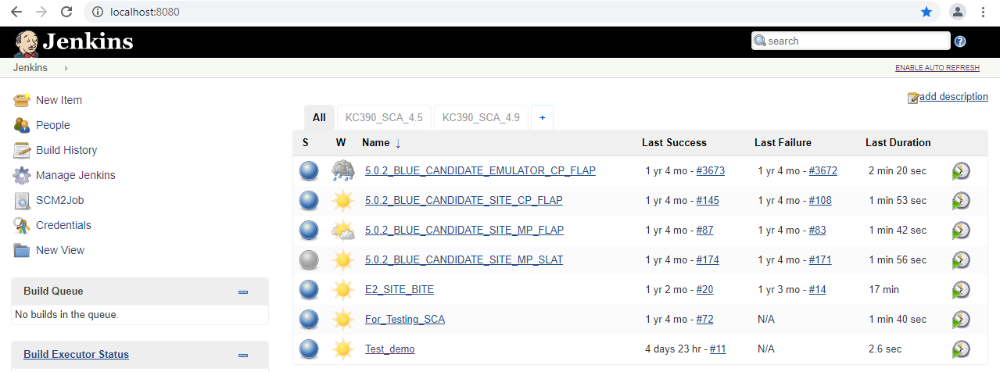 localhost:8080
Jenkins
search
Jenkins
ENABLE AUTO REFRESH
New Item
People
Build History
Manage Jenkins
SCM2Job
Credentials
New View
Build Queue
No builds in the queue.
Build Executor Status
add description
All KC390_SCA_4.5 KC390_SCA_4.9 +
S W Name ↓ Last Success Last Failure Last Duration
5.0.2_BLUE_CANDIDATE_EMULATOR_CP_FLAP 1 yr 4 mo - #3673 1 yr 4 mo - #3672 2 min 20 sec
5.0.2_BLUE_CANDIDATE_SITE_CP_FLAP 1 yr 4 mo - #145 1 yr 4 mo - #108 1 min 53 sec
5.0.2_BLUE_CANDIDATE_SITE_MP_FLAP 1 yr 4 mo - #87 1 yr 4 mo - #83 1 min 42 sec
5.0.2_BLUE_CANDIDATE_SITE_MP_SLAT 1 yr 4 mo - #174 1 yr 4 mo - #171 1 min 56 sec
E2_SITE_BITE 1 yr 2 mo - #20 1 yr 3 mo - #14 17 min
For_Testing_SCA 1 yr 4 mo - #72 N/A 1 min 40 sec
Test_demo 4 days 23 hr - #11 N/A 2.6 sec